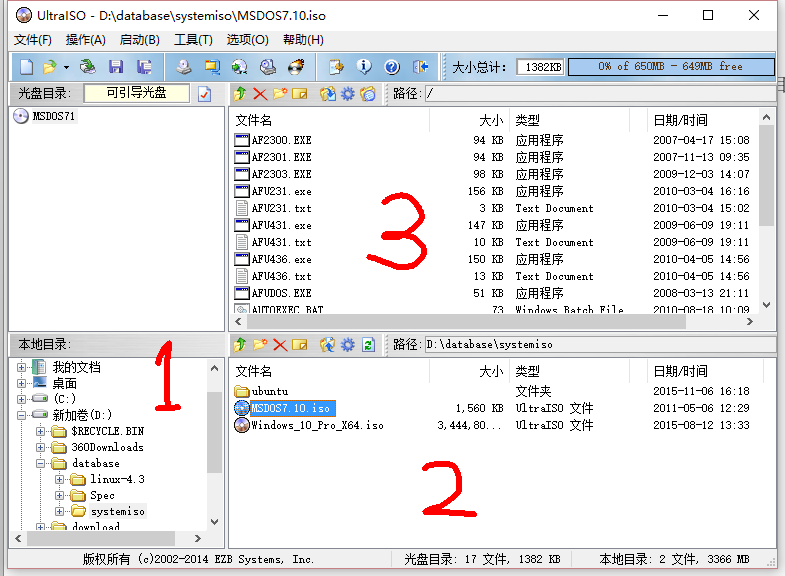 UltraISO - D:\database\systemiso\MSDOS7.10.iso
文件(F) 操作(A) 启动(B) 工具(T) 选项(O) 帮助(H)
大小总计: 1382KB 0% of 650MB - 649MB free
光盘目录: 可引导光盘 路径: /
MSDOS71
文件名 大小 类型 日期/时间
AF2300.EXE 94 KB 应用程序 2007-04-17 15:08
AF2301.EXE 94 KB 应用程序 2007-11-13 09:35
AF2303.EXE 98 KB 应用程序 2009-12-03 14:07
AFU231.exe 156 KB 应用程序 2010-03-04 16:16
AFU231.txt 3 KB Text Document 2010-03-04 15:02
AFU431.exe 147 KB 应用程序 2009-06-09 19:11
AFU431.txt 10 KB Text Document 2009-06-09 19:11
AFU436.exe 150 KB 应用程序 2010-04-05 14:56
AFU436.txt 13 KB Text Document 2010-04-05 14:56
AFUDOS.EXE 51 KB 应用程序 2008-03-13 21:11
AUTOEXEC.BAT 73 Windows Batch File 2010-08-18 10:09
3
本地目录: 路径: D:\database\systemiso
1
我的文档
桌面
(C:)
新加卷(D:)
$RECYCLE.BIN
360Downloads
database
linux-4.3
Spec
systemiso
download
文件名 大小 类型 日期/时间
ubuntu 文件夹 2015-11-06 16:18
MSDOS7.10.iso 1,560 KB UltraISO 文件 2011-05-06 12:29
Windows_10_Pro_X64.iso 3,444,80... UltraISO 文件 2015-08-12 13:33
2
版权所有 (c)2002-2014 EZB Systems, Inc. 光盘目录: 17 文件, 1382 KB 本地目录: 2 文件, 3366 MB